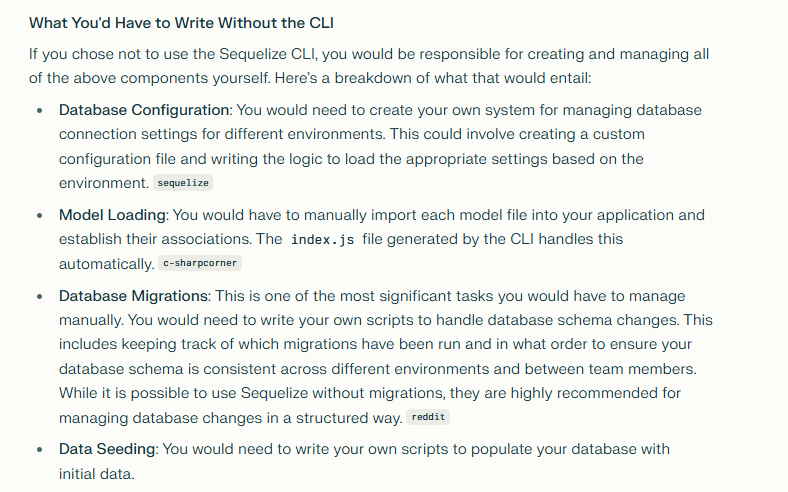 What You'd Have to Write Without the CLI
If you chose not to use the Sequelize CLI, you would be responsible for creating and managing all
of the above components yourself. Here's a breakdown of what that would entail:
• Database Configuration: You would need to create your own system for managing database
connection settings for different environments. This could involve creating a custom
configuration file and writing the logic to load the appropriate settings based on the
environment. sequelize
• Model Loading: You would have to manually import each model file into your application and
establish their associations. The index.js file generated by the CLI handles this
automatically. c-sharpcorner
• Database Migrations: This is one of the most significant tasks you would have to manage
manually. You would need to write your own scripts to handle database schema changes. This
includes keeping track of which migrations have been run and in what order to ensure your
database schema is consistent across different environments and between team members.
While it is possible to use Sequelize without migrations, they are highly recommended for
managing database changes in a structured way. reddit
• Data Seeding: You would need to write your own scripts to populate your database with
initial data.